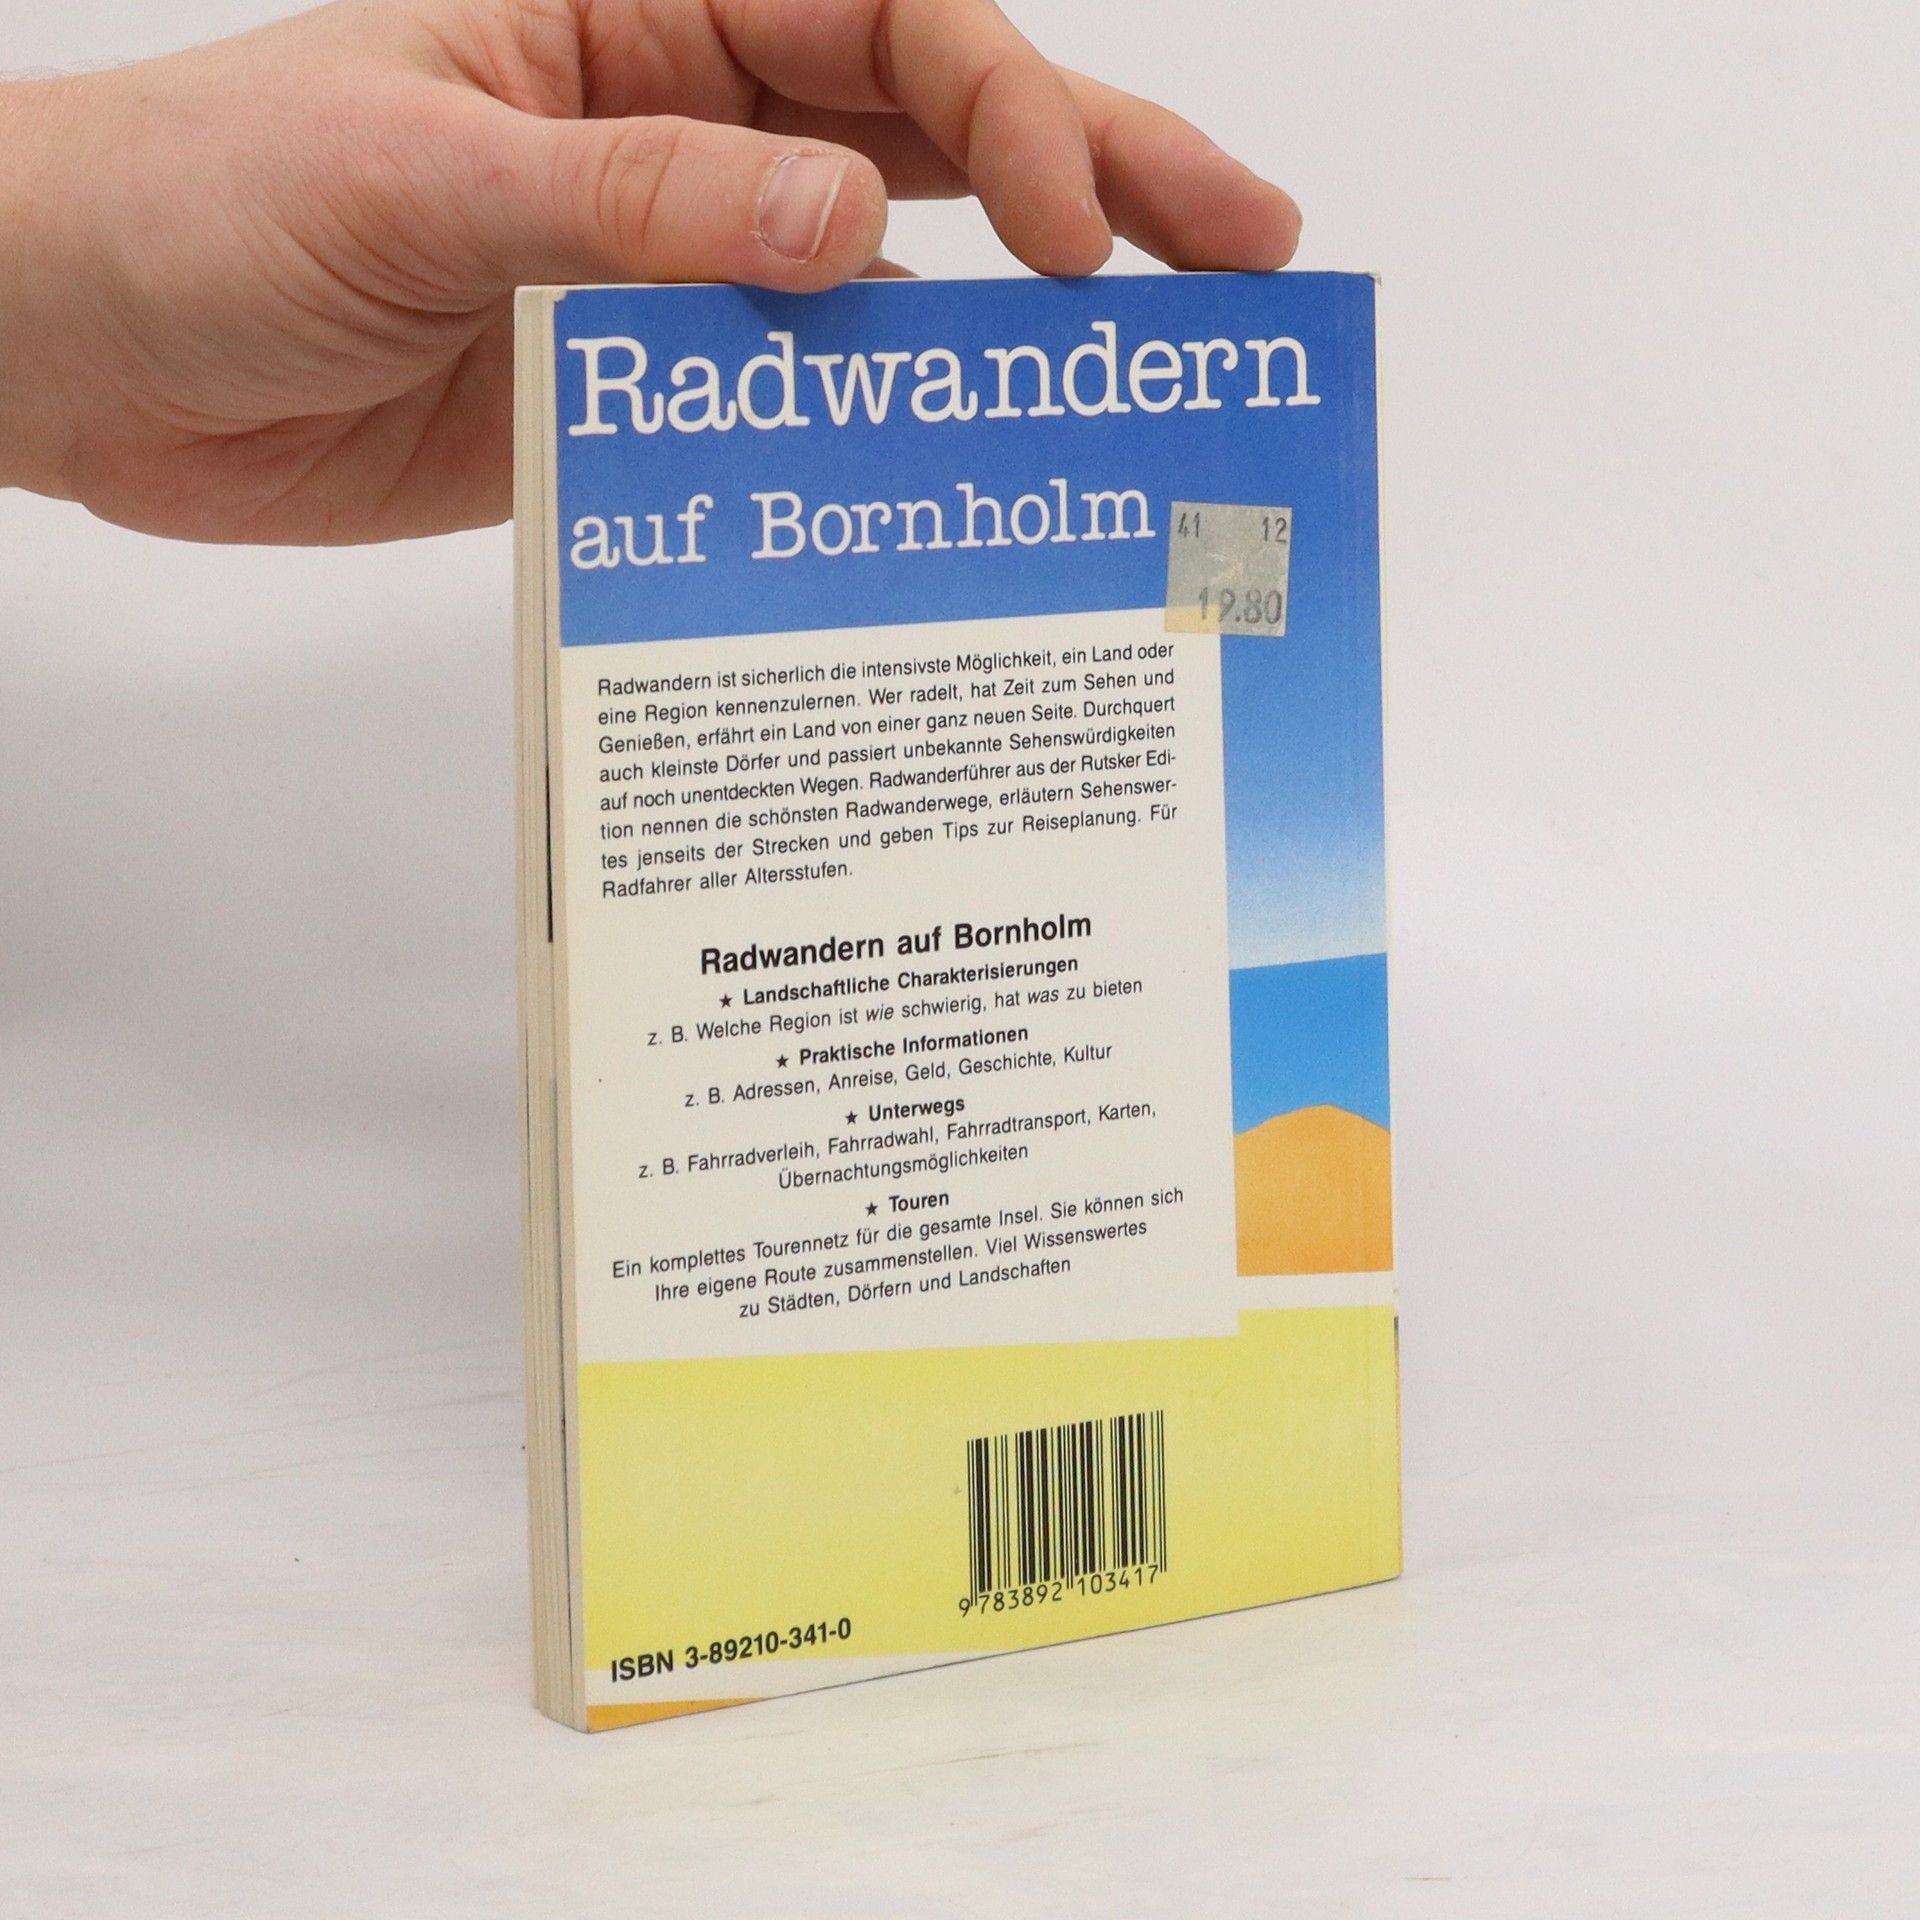 Radwandern
auf Bornholm
41 12
19.80
Radwandern ist sicherlich die intensivste Möglichkeit, ein Land oder
eine Region kennenzulernen. Wer radelt, hat Zeit zum Sehen und
Genießen, erfährt ein Land von einer ganz neuen Seite. Durchquert
auch kleinste Dörfer und passiert unbekannte Sehenswürdigkeiten
auf noch unentdeckten Wegen. Radwanderführer aus der Rutsker Edi-
tion nennen die schönsten Radwanderwege, erläutern Sehenswer-
tes jenseits der Strecken und geben Tips zur Reiseplanung. Für
Radfahrer aller Altersstufen.
Radwandern auf Bornholm
★ Landschaftliche Charakterisierungen
z. B. Welche Region ist wie schwierig, hat was zu bieten
★ Praktische Informationen
z. B. Adressen, Anreise, Geld, Geschichte, Kultur
★ Unterwegs
z. B. Fahrradverleih, Fahrradwahl, Fahrradtransport, Karten,
Übernachtungsmöglichkeiten
★ Touren
Ein komplettes Tourennetz für die gesamte Insel. Sie können sich
Ihre eigene Route zusammenstellen. Viel Wissenswertes
zu Städten, Dörfern und Landschaften
9 783892 103417
ISBN 3-89210-341-0